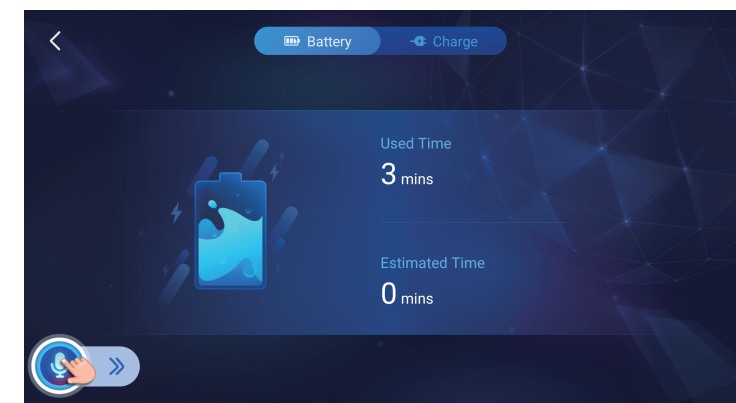 Battery
Charge
Used Time
3 mins
Estimated Time
0 mins